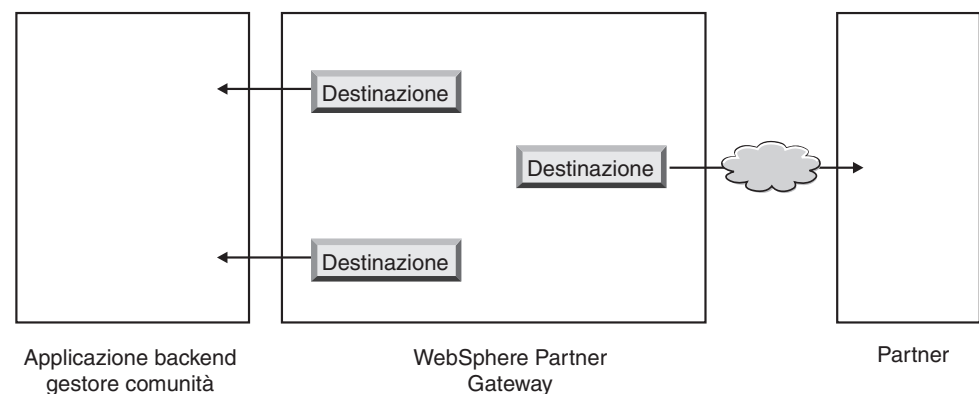 Destinazione
Destinazione
Destinazione
Applicazione backend
gestore comunità
WebSphere Partner
Gateway
Partner